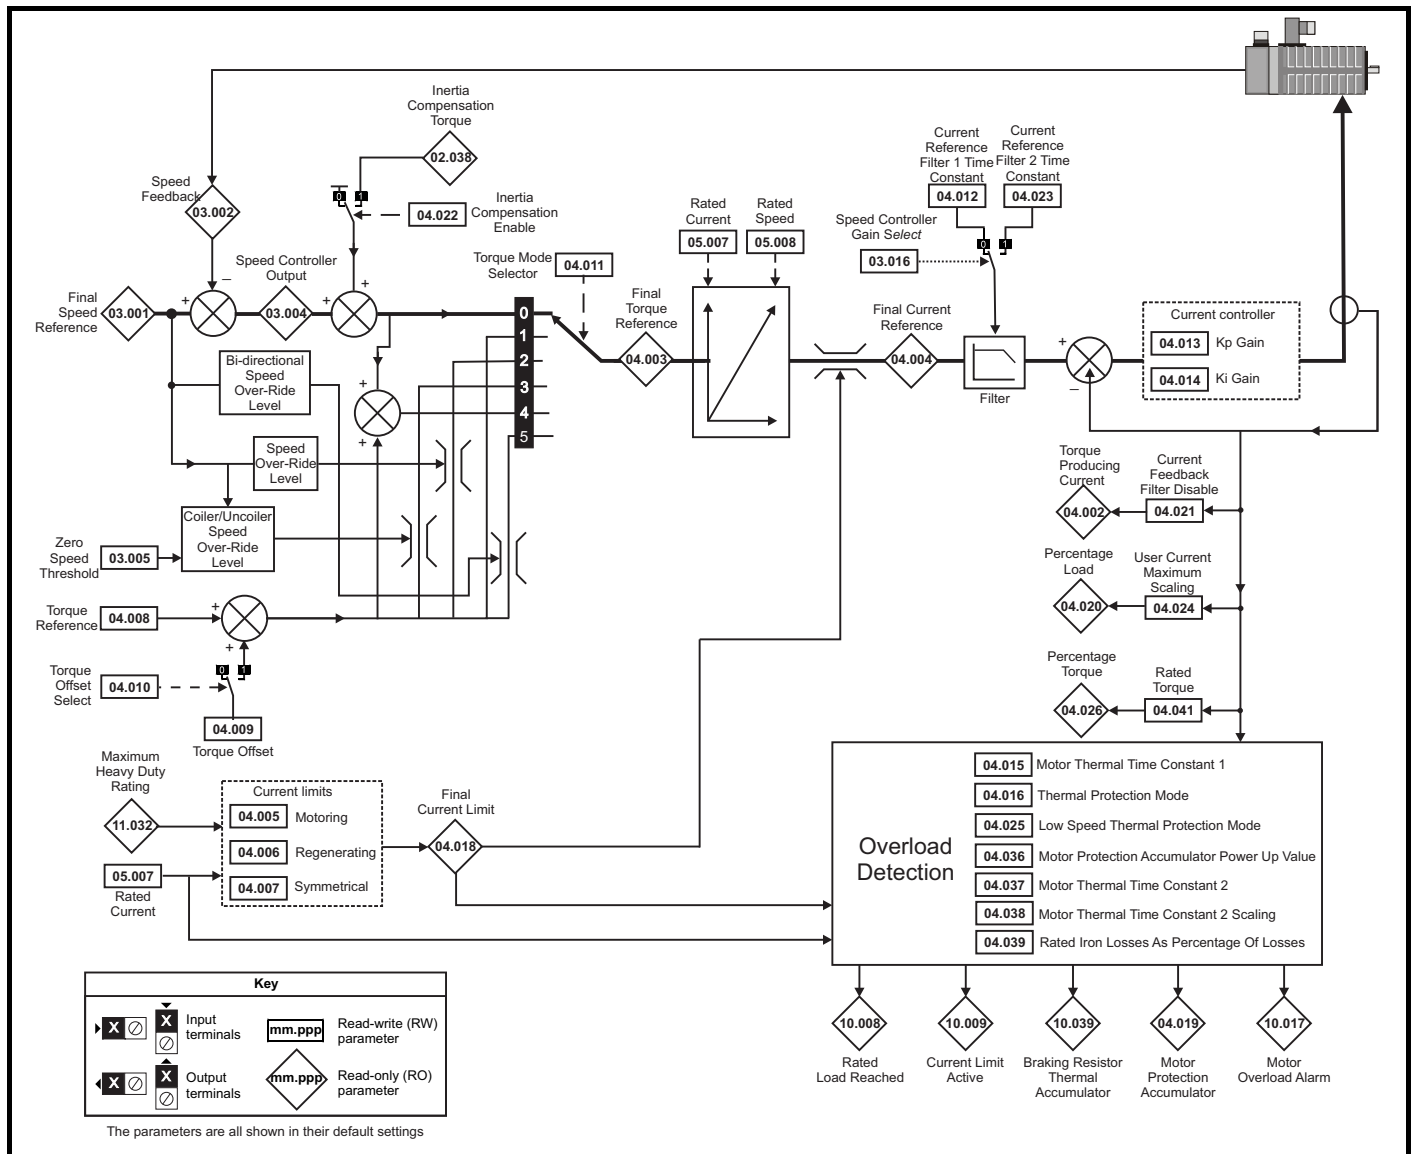 Inertia
Compensation
Torque
02.038
0 1
04.022
Inertia
Compensation
Enable
Speed
Feedback
03.002
Final
Speed
Reference
03.001
+
–
Speed Controller
Output
03.004
+
+
Torque Mode
Selector
04.011
0
1
2
3
4
5
Final
Torque
Reference
04.003
Rated
Current
05.007
Rated
Speed
05.008
Speed Controller
Gain Select
03.016
Current
Reference
Filter 1 Time
Constant
04.012
Current
Reference
Filter 2 Time
Constant
04.023
0 1
Final Current
Reference
04.004
Filter
+
–
Current controller
04.013 Kp Gain
04.014 Ki Gain
Bi-directional
Speed
Over-Ride
Level
+
+
Speed
Over-Ride
Level
Coiler/Uncoiler
Speed
Over-Ride
Level
Zero
Speed
Threshold
03.005
Torque
Reference
04.008
+
+
Torque
Offset
Select
04.010
0 1
04.009
Torque Offset
Torque
Producing
Current
04.002
Current
Feedback
Filter Disable
04.021
Percentage
Load
04.020
User Current
Maximum
Scaling
04.024
Percentage
Torque
04.026
Rated
Torque
04.041
Maximum
Heavy Duty
Rating
11.032
05.007
Rated
Current
Current limits
04.005 Motoring
04.006 Regenerating
04.007 Symmetrical
Final
Current Limit
04.018
Overload
Detection
04.015 Motor Thermal Time Constant 1
04.016 Thermal Protection Mode
04.025 Low Speed Thermal Protection Mode
04.036 Motor Protection Accumulator Power Up Value
04.037 Motor Thermal Time Constant 2
04.038 Motor Thermal Time Constant 2 Scaling
04.039 Rated Iron Losses As Percentage Of Losses
10.008
Rated
Load Reached
10.009
Current Limit
Active
10.039
Braking Resistor
Thermal
Accumulator
04.019
Motor
Protection
Accumulator
10.017
Motor
Overload Alarm
Key
X X Input
terminals
mm.ppp Read-write (RW)
parameter
X X Output
terminals
mm.ppp Read-only (RO)
parameter
The parameters are all shown in their default settings